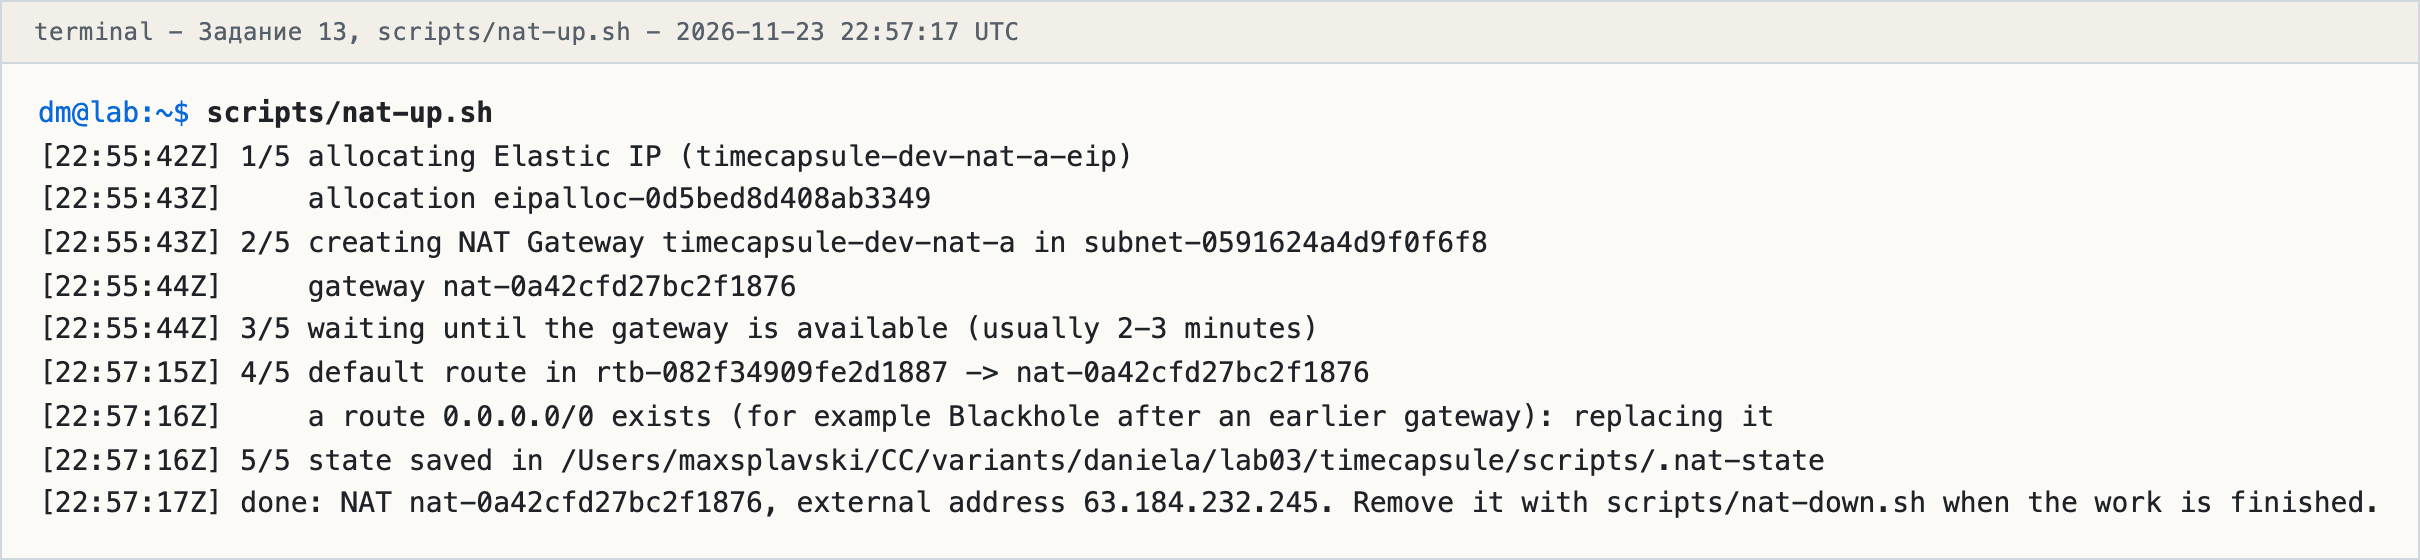 terminal — Задание 13, scripts/nat-up.sh — 2026-11-23 22:57:17 UTC
dm@lab:~$ scripts/nat-up.sh
[22:55:42Z] 1/5 allocating Elastic IP (timecapsule-dev-nat-a-eip)
[22:55:43Z]     allocation eipalloc-0d5bed8d408ab3349
[22:55:43Z] 2/5 creating NAT Gateway timecapsule-dev-nat-a in subnet-0591624a4d9f0f6f8
[22:55:44Z]     gateway nat-0a42cfd27bc2f1876
[22:55:44Z] 3/5 waiting until the gateway is available (usually 2-3 minutes)
[22:57:15Z] 4/5 default route in rtb-082f34909fe2d1887 -> nat-0a42cfd27bc2f1876
[22:57:16Z]     a route 0.0.0.0/0 exists (for example Blackhole after an earlier gateway): replacing it
[22:57:16Z] 5/5 state saved in /Users/maxsplavski/CC/variants/daniela/lab03/timecapsule/scripts/.nat-state
[22:57:17Z] done: NAT nat-0a42cfd27bc2f1876, external address 63.184.232.245. Remove it with scripts/nat-down.sh when the work is finished.